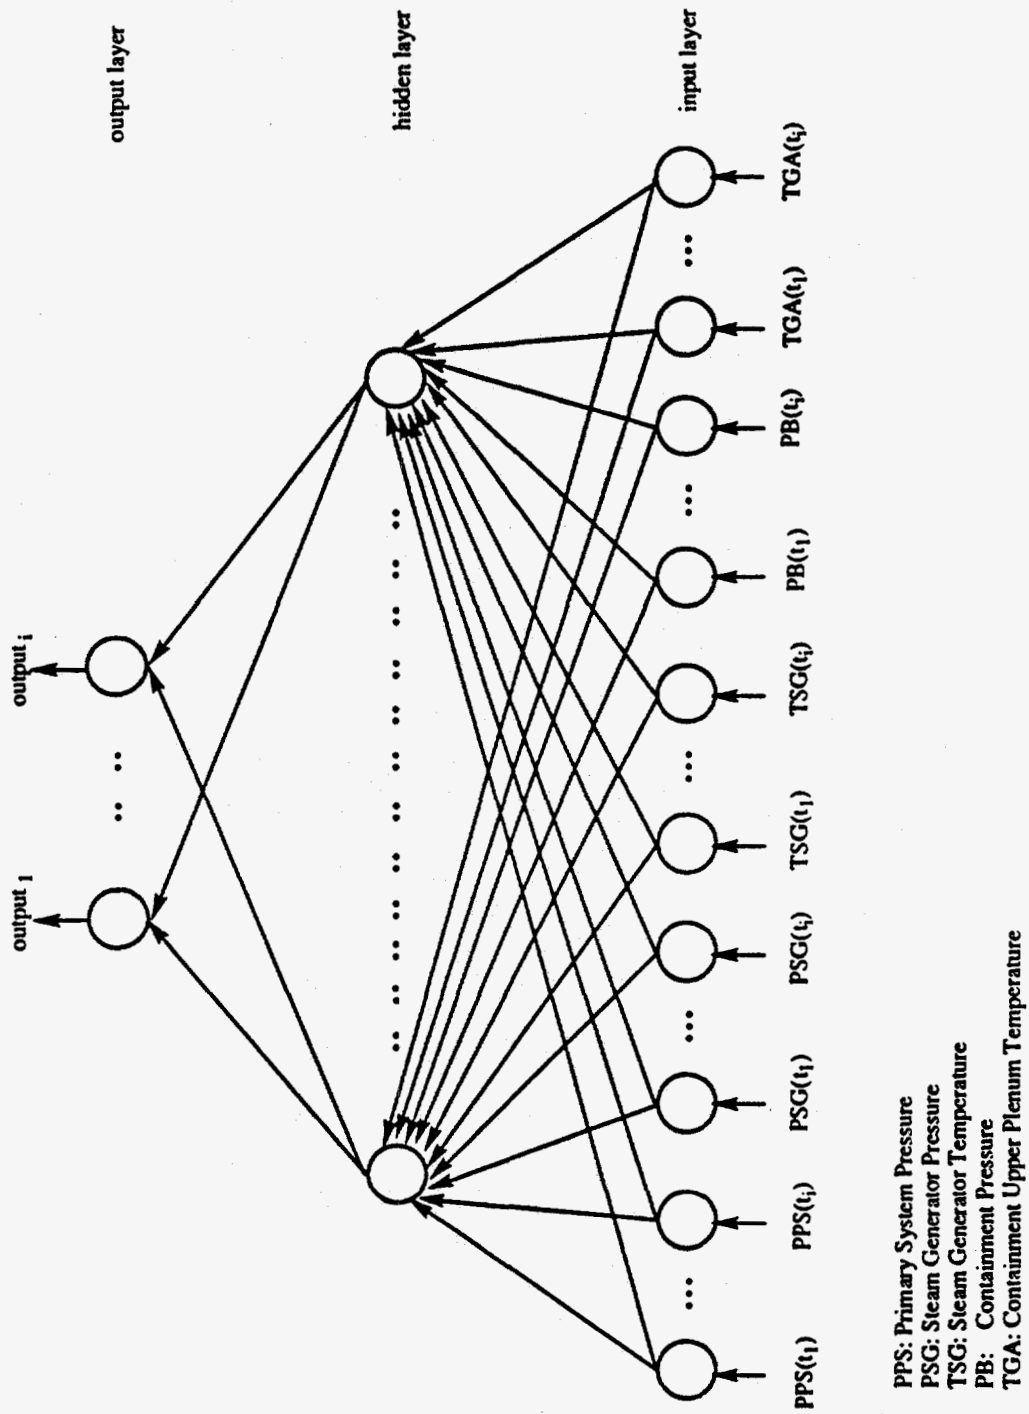 output 1
output i
output layer
hidden layer
input layer
PPS(t1)
PPS(ti)
PSG(t1)
PSG(ti)
TSG(t1)
TSG(ti)
PB(t1)
PB(ti)
TGA(t1)
TGA(ti)
PPS: Primary System Pressure
PSG: Steam Generator Pressure
TSG: Steam Generator Temperature
PB: Containment Pressure
TGA: Containment Upper Plenum Temperature